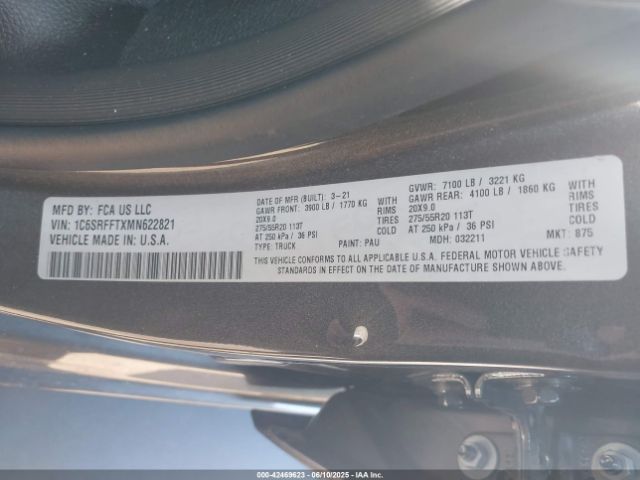 MFD BY: FCA US LLC
VIN: 1C6SRFFTXMN622821
VEHICLE MADE IN U.S.A.
DATE OF MFR (BUILT): 3-21
GAWR FRONT: 3900 LB / 1770 KG WITH
20X9.0 RIMS
275/55R20 113T TIRES
AT 250 kPa / 36 PSI COLD
TYPE: TRUCK PAINT: PAU
GVWR: 7100 LB / 3221 KG
GAWR REAR: 4100 LB / 1860 KG WITH
20X9.0 RIMS
275/55R20 113T TIRES
AT 250 kPa / 36 PSI COLD
MDH: 032211 MKT: 875
THIS VEHICLE CONFORMS TO ALL APPLICABLE U.S.A. FEDERAL MOTOR VEHICLE SAFETY
STANDARDS IN EFFECT ON THE DATE OF MANUFACTURE SHOWN ABOVE.
00-42469623 - 06/10/2025 - COPYRIGHT IAA, LLC.